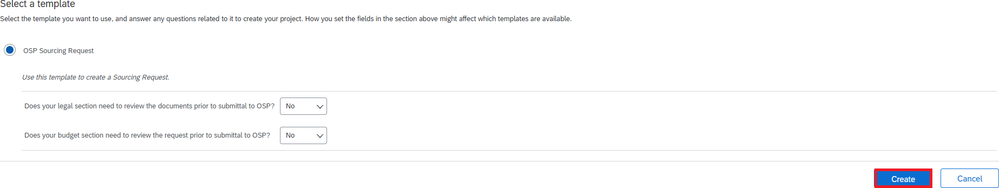 Select a template
Select the template you want to use, and answer any questions related to it to create your project. How you set the fields in the section above might affect which templates are available.
OSP Sourcing Request
Use this template to create a Sourcing Request.
Does your legal section need to review the documents prior to submittal to OSP? No
Does your budget section need to review the request prior to submittal to OSP? No
Create Cancel